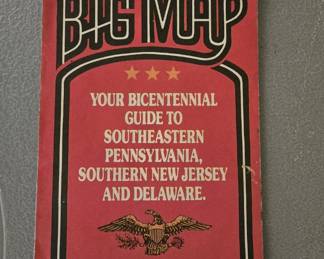 BIG MAP
YOUR BICENTENNIAL
GUIDE TO
SOUTHEASTERN
PENNSYLVANIA,
SOUTHERN NEW JERSEY
AND DELAWARE.